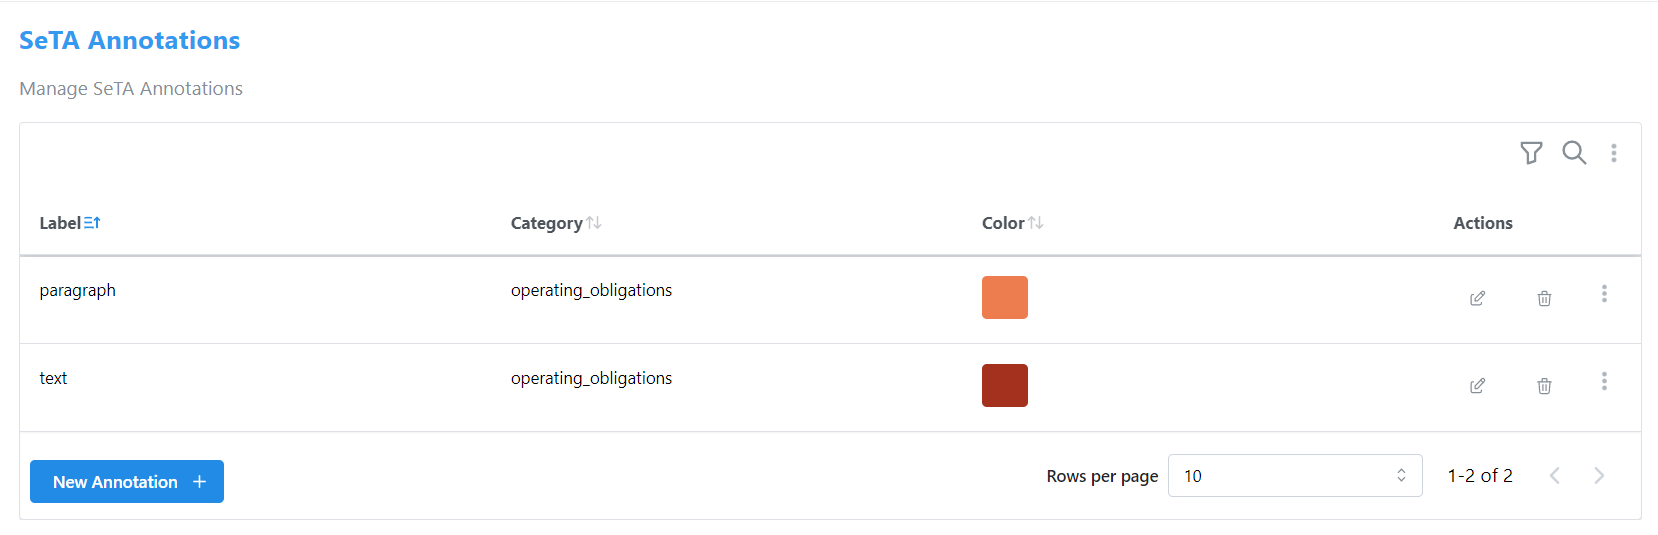 SeTA Annotations
Manage SeTA Annotations
Label Category Color Actions
paragraph operating_obligations
text operating_obligations
New Annotation + Rows per page 10 1-2 of 2